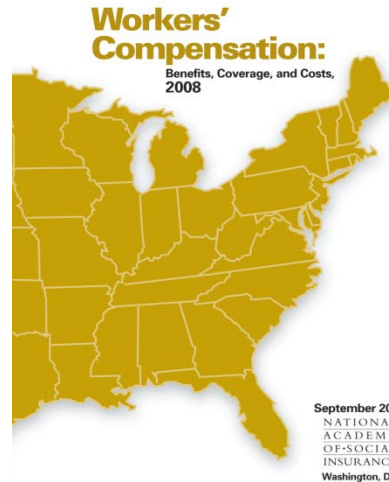 Workers'
Compensation:
Benefits, Coverage, and Costs,
2008
September 20
NATIONA
ACADEM
OF•SOCIA
INSURANC
Washington, D